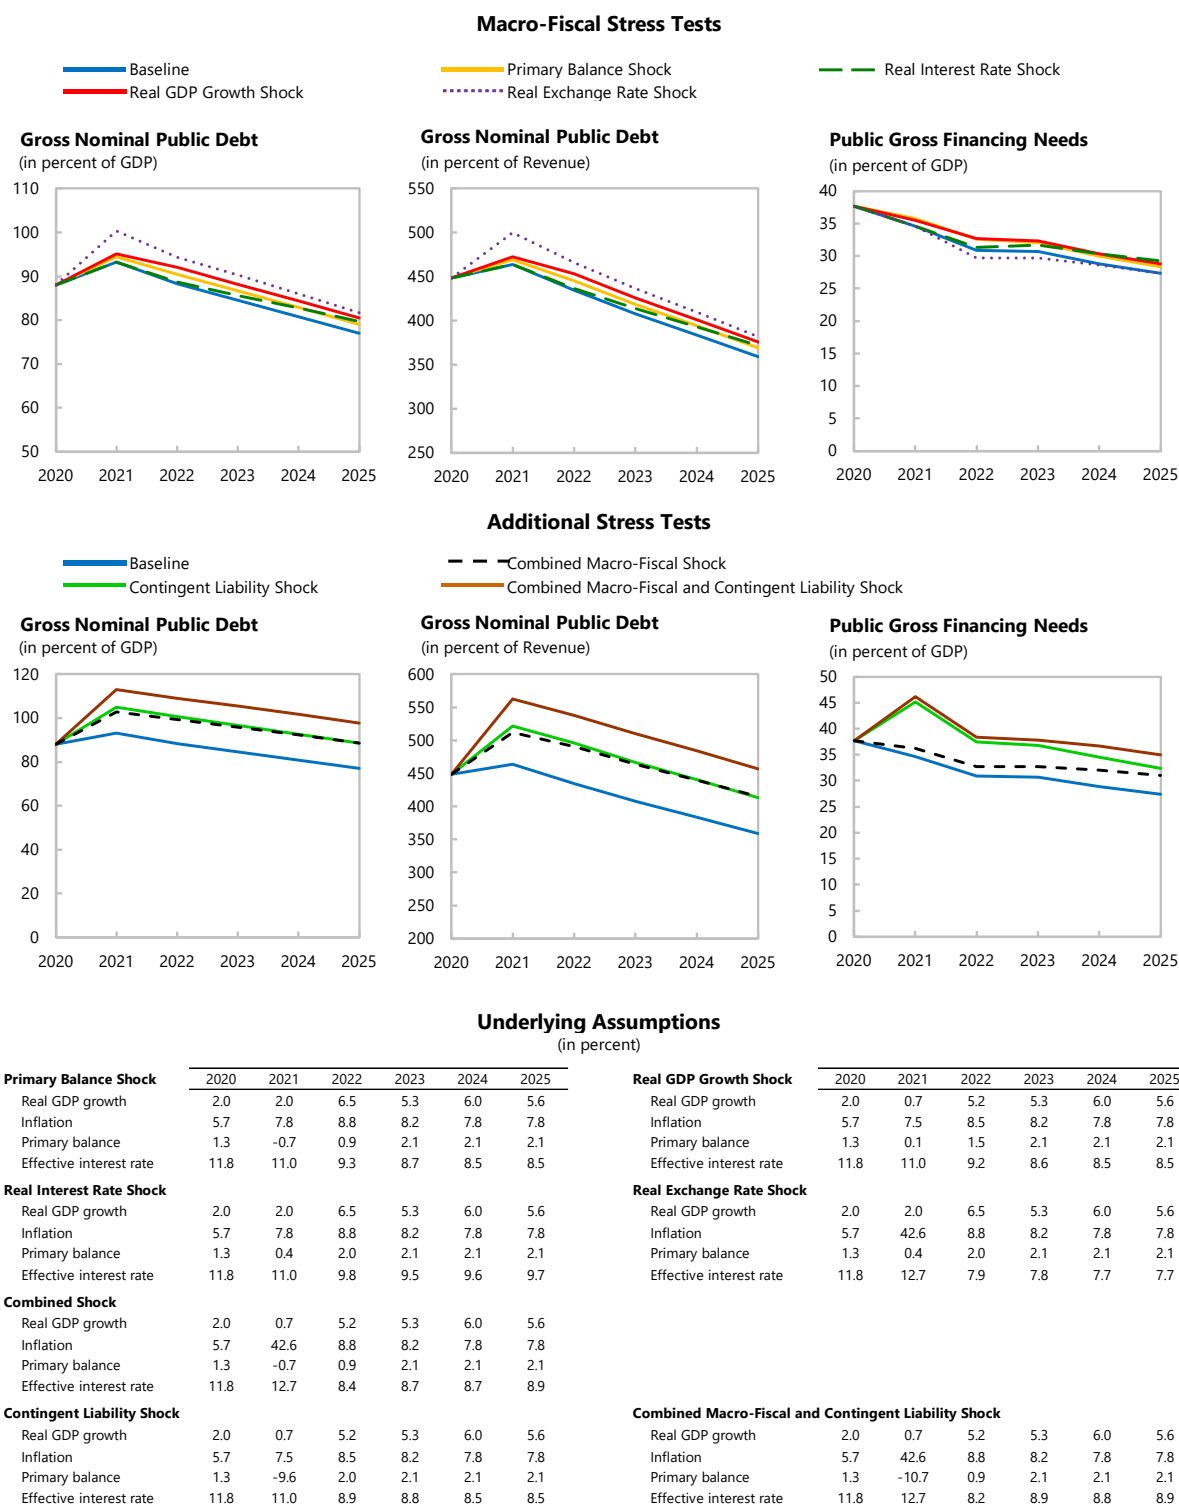 Macro-Fiscal Stress Tests
Baseline Primary Balance Shock Real Interest Rate Shock
Real GDP Growth Shock Real Exchange Rate Shock
Gross Nominal Public Debt
(in percent of GDP)
110
100
90
80
70
60
50
2020 2021 2022 2023 2024 2025
Gross Nominal Public Debt
(in percent of Revenue)
550
500
450
400
350
300
250
2020 2021 2022 2023 2024 2025
Public Gross Financing Needs
(in percent of GDP)
40
35
30
25
20
15
10
5
0
2020 2021 2022 2023 2024 2025
Additional Stress Tests
Baseline Combined Macro-Fiscal Shock
Contingent Liability Shock Combined Macro-Fiscal and Contingent Liability Shock
Gross Nominal Public Debt
(in percent of GDP)
120
100
80
60
40
20
0
2020 2021 2022 2023 2024 2025
Gross Nominal Public Debt
(in percent of Revenue)
600
550
500
450
400
350
300
250
200
2020 2021 2022 2023 2024 2025
Public Gross Financing Needs
(in percent of GDP)
50
45
40
35
30
25
20
15
10
5
0
2020 2021 2022 2023 2024 2025
Underlying Assumptions
(in percent)
Primary Balance Shock 2020 2021 2022 2023 2024 2025
Real GDP growth 2.0 2.0 6.5 5.3 6.0 5.6
Inflation 5.7 7.8 8.8 8.2 7.8 7.8
Primary balance 1.3 -0.7 0.9 2.1 2.1 2.1
Effective interest rate 11.8 11.0 9.3 8.7 8.5 8.5
Real GDP Growth Shock 2020 2021 2022 2023 2024 2025
Real GDP growth 2.0 0.7 5.2 5.3 6.0 5.6
Inflation 5.7 7.5 8.5 8.2 7.8 7.8
Primary balance 1.3 0.1 1.5 2.1 2.1 2.1
Effective interest rate 11.8 11.0 9.2 8.6 8.5 8.5
Real Interest Rate Shock
Real GDP growth 2.0 2.0 6.5 5.3 6.0 5.6
Inflation 5.7 7.8 8.8 8.2 7.8 7.8
Primary balance 1.3 0.4 2.0 2.1 2.1 2.1
Effective interest rate 11.8 11.0 9.8 9.5 9.6 9.7
Real Exchange Rate Shock
Real GDP growth 2.0 2.0 6.5 5.3 6.0 5.6
Inflation 5.7 42.6 8.8 8.2 7.8 7.8
Primary balance 1.3 0.4 2.0 2.1 2.1 2.1
Effective interest rate 11.8 12.7 7.9 7.8 7.7 7.7
Combined Shock
Real GDP growth 2.0 0.7 5.2 5.3 6.0 5.6
Inflation 5.7 42.6 8.8 8.2 7.8 7.8
Primary balance 1.3 -0.7 0.9 2.1 2.1 2.1
Effective interest rate 11.8 12.7 8.4 8.7 8.7 8.9
Contingent Liability Shock
Real GDP growth 2.0 0.7 5.2 5.3 6.0 5.6
Inflation 5.7 7.5 8.5 8.2 7.8 7.8
Primary balance 1.3 -9.6 2.0 2.1 2.1 2.1
Effective interest rate 11.8 11.0 8.9 8.8 8.5 8.5
Combined Macro-Fiscal and Contingent Liability Shock
Real GDP growth 2.0 0.7 5.2 5.3 6.0 5.6
Inflation 5.7 42.6 8.8 8.2 7.8 7.8
Primary balance 1.3 -10.7 0.9 2.1 2.1 2.1
Effective interest rate 11.8 12.7 8.2 8.9 8.8 8.9